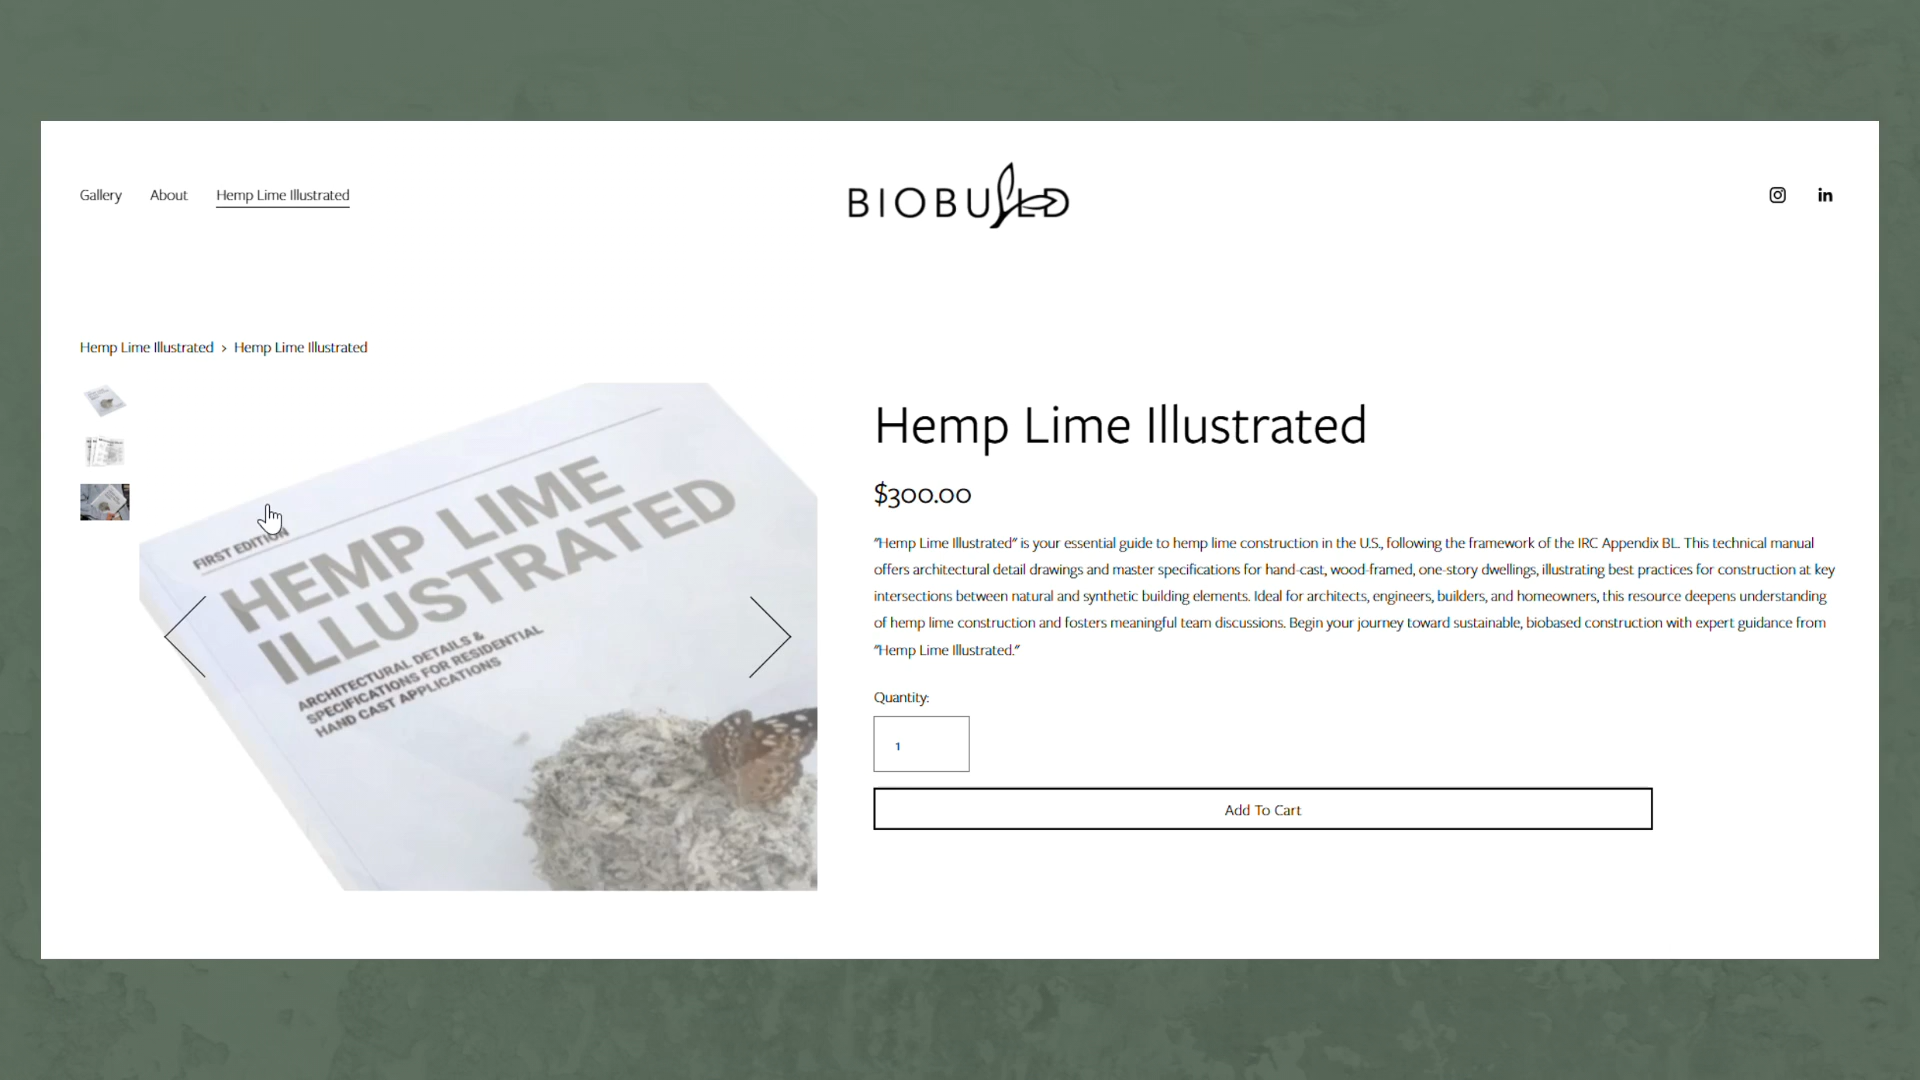 Gallery About Hemp Lime Illustrated
BIOBUILD
Hemp Lime Illustrated › Hemp Lime Illustrated
FIRST EDITION
HEMP LIME
ILLUSTRATED
ARCHITECTURAL DETAILS &
SPECIFICATIONS FOR RESIDENTIAL
HAND CAST APPLICATIONS
Hemp Lime Illustrated
$300.00
"Hemp Lime Illustrated" is your essential guide to hemp lime construction in the U.S., following the framework of the IRC Appendix BL. This technical manual
offers architectural detail drawings and master specifications for hand-cast, wood-framed, one-story dwellings, illustrating best practices for construction at key
intersections between natural and synthetic building elements. Ideal for architects, engineers, builders, and homeowners, this resource deepens understanding
of hemp lime construction and fosters meaningful team discussions. Begin your journey toward sustainable, biobased construction with expert guidance from
"Hemp Lime Illustrated."
Quantity:
1
Add To Cart